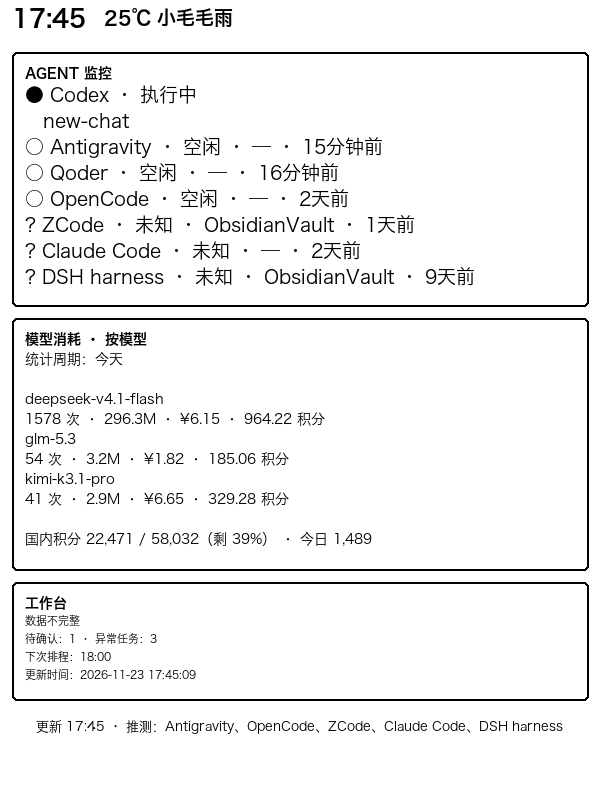 17:45 25℃ 小毛毛雨
AGENT 监控
● Codex · 执行中
new-chat
○ Antigravity · 空闲 · — · 15分钟前
○ Qoder · 空闲 · — · 16分钟前
○ OpenCode · 空闲 · — · 2天前
? ZCode · 未知 · ObsidianVault · 1天前
? Claude Code · 未知 · — · 2天前
? DSH harness · 未知 · ObsidianVault · 9天前
模型消耗 · 按模型
统计周期：今天
deepseek-v4.1-flash
1578 次 · 296.3M · ¥6.15 · 964.22 积分
glm-5.3
54 次 · 3.2M · ¥1.82 · 185.06 积分
kimi-k3.1-pro
41 次 · 2.9M · ¥6.65 · 329.28 积分
国内积分 22,471 / 58,032（剩 39%） · 今日 1,489
工作台
数据不完整
待确认：1 · 异常任务：3
下次排程：18:00
更新时间：2026-11-23 17:45:09
更新 17:45 · 推测：Antigravity、OpenCode、ZCode、Claude Code、DSH harness